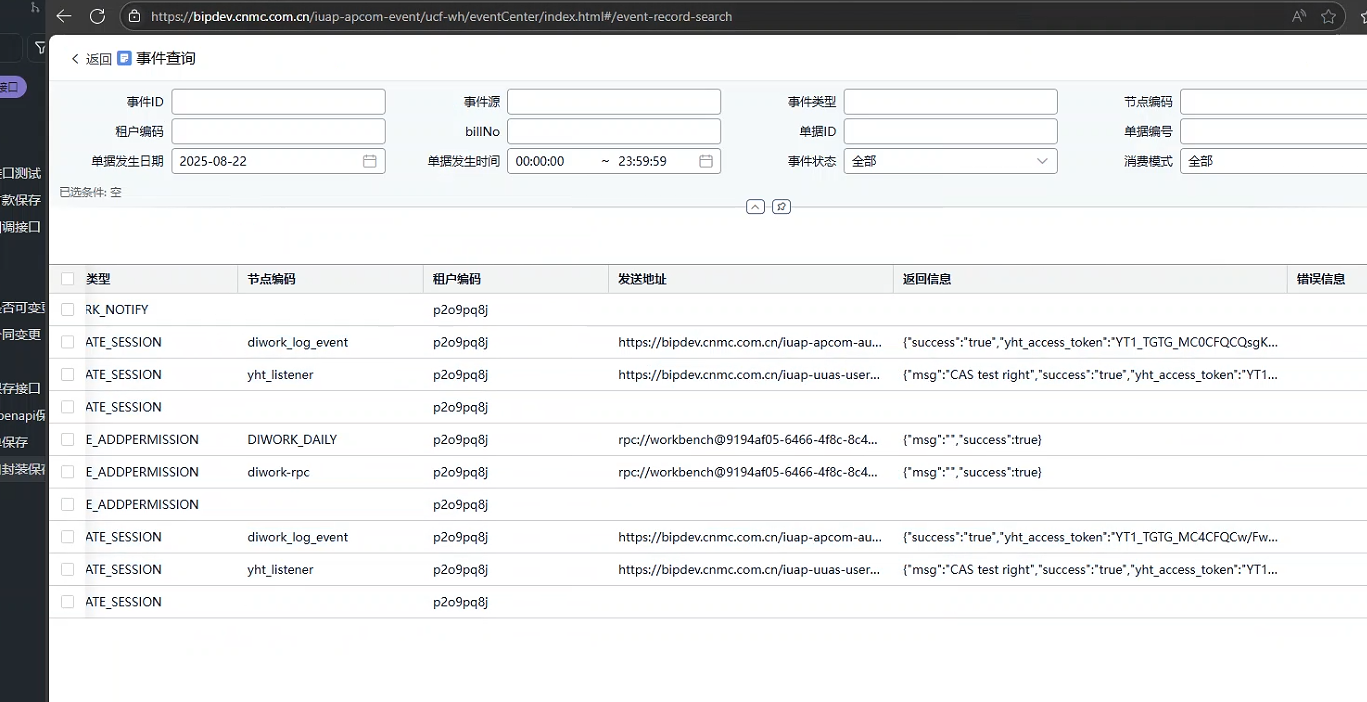 https://bipdev.cnmc.com.cn/iuap-apcom-event/ucf-wh/eventCenter/index.html#/event-record-search
返回 事件查询
接口
事件ID 事件源 事件类型 节点编码
租户编码 billNo 单据ID 单据编号
单据发生日期 2025-08-22 单据发生时间 00:00:00 ~ 23:59:59 事件状态 全部 消费模式 全部
口测试
款保存
已选条件: 空
调接口
类型 节点编码 租户编码 发送地址 返回信息 错误信息
否可变
RK_NOTIFY p2o9pq8j
同变更
ATE_SESSION diwork_log_event p2o9pq8j https://bipdev.cnmc.com.cn/iuap-apcom-au... {"success":"true","yht_access_token":"YT1_TGTG_MC0CFQCQsgK...
ATE_SESSION yht_listener p2o9pq8j https://bipdev.cnmc.com.cn/iuap-uuas-user... {"msg":"CAS test right","success":"true","yht_access_token":"YT1...
存接口
ATE_SESSION p2o9pq8j
penapi保
E_ADDPERMISSION DIWORK_DAILY p2o9pq8j rpc://workbench@9194af05-6466-4f8c-8c4... {"msg":"","success":true}
保存
封装保存
E_ADDPERMISSION diwork-rpc p2o9pq8j rpc://workbench@9194af05-6466-4f8c-8c4... {"msg":"","success":true}
E_ADDPERMISSION p2o9pq8j
ATE_SESSION diwork_log_event p2o9pq8j https://bipdev.cnmc.com.cn/iuap-apcom-au... {"success":"true","yht_access_token":"YT1_TGTG_MC4CFQCw/Fw...
ATE_SESSION yht_listener p2o9pq8j https://bipdev.cnmc.com.cn/iuap-uuas-user... {"msg":"CAS test right","success":"true","yht_access_token":"YT1...
ATE_SESSION p2o9pq8j